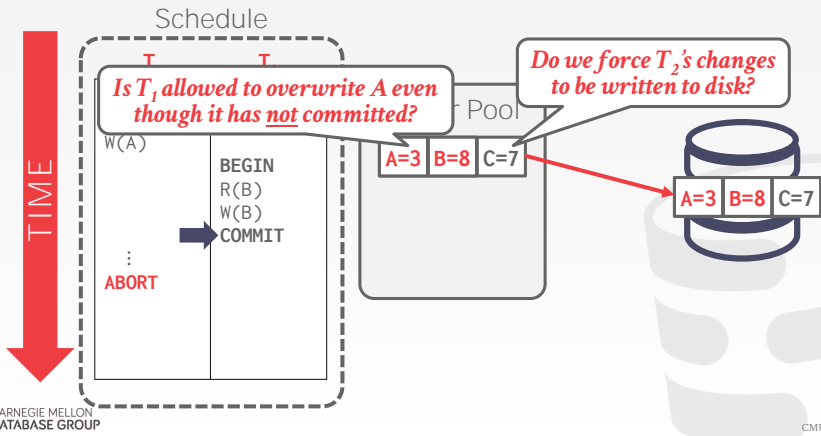 Schedule
T T
Is T1 allowed to overwrite A even
though it has not committed?
Do we force T2's changes
to be written to disk?
Pool
W(A)
BEGIN
R(B)
W(B)
COMMIT
⋮
ABORT
A=3 B=8 C=7
A=3 B=8 C=7
TIME
ARNEGIE MELLON
ATABASE GROUP
CMU